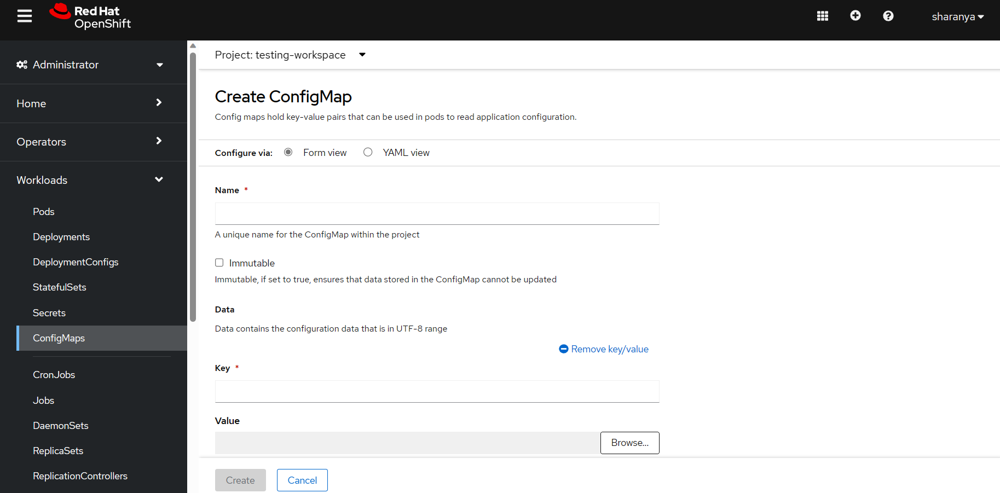 Red Hat
OpenShift
sharanya
Administrator
Home
Operators
Workloads
Pods
Deployments
DeploymentConfigs
StatefulSets
Secrets
ConfigMaps
CronJobs
Jobs
DaemonSets
ReplicaSets
ReplicationControllers
Project: testing-workspace
Create ConfigMap
Config maps hold key-value pairs that can be used in pods to read application configuration.
Configure via: Form view YAML view
Name *
A unique name for the ConfigMap within the project
Immutable
Immutable, if set to true, ensures that data stored in the ConfigMap cannot be updated
Data
Data contains the configuration data that is in UTF-8 range
Remove key/value
Key *
Value
Browse...
Create Cancel